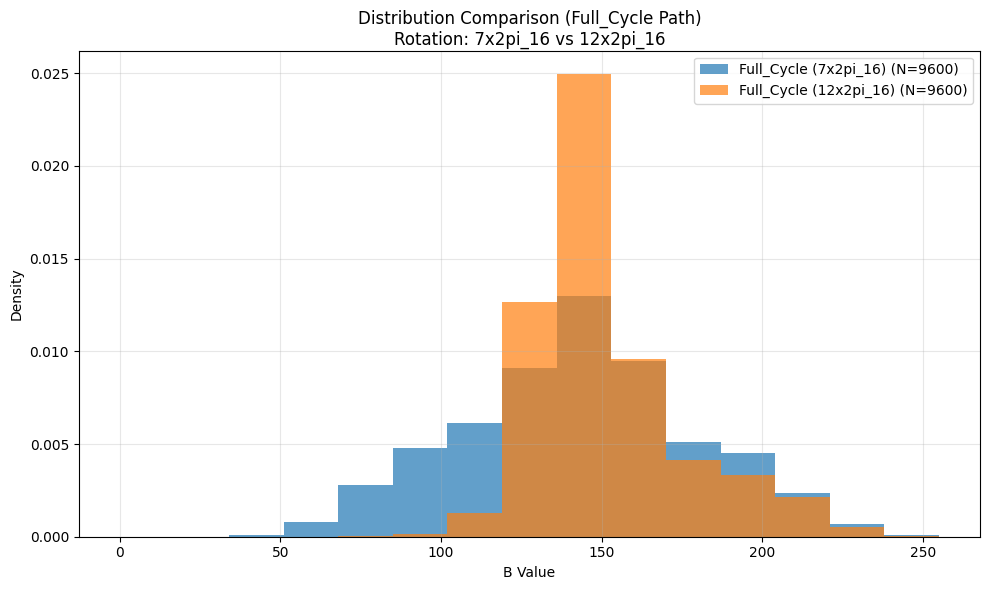 Distribution Comparison (Full_Cycle Path)
Rotation: 7x2pi_16 vs 12x2pi_16
Full_Cycle (7x2pi_16) (N=9600)
Full_Cycle (12x2pi_16) (N=9600)
Density
0.025
0.020
0.015
0.010
0.005
0.000
0 50 100 150 200 250
B Value